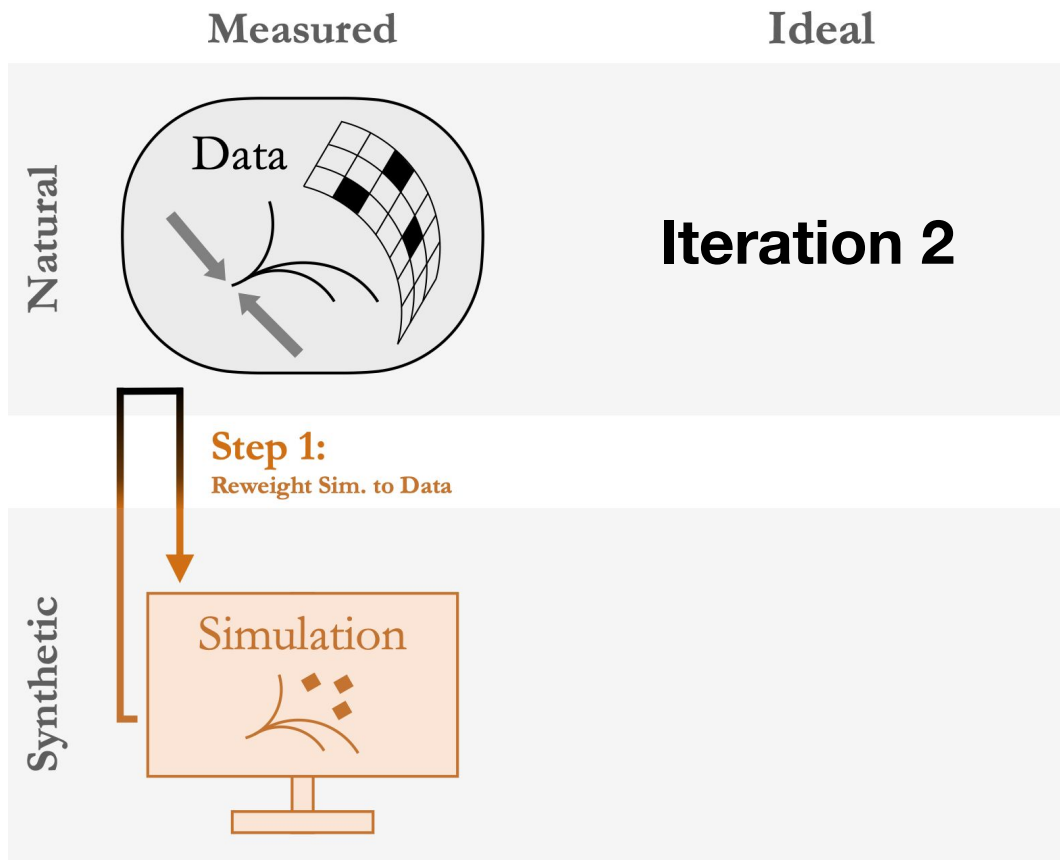 Measured
Ideal
Natural
Data
Iteration 2
Step 1:
Reweight Sim. to Data
Synthetic
Simulation